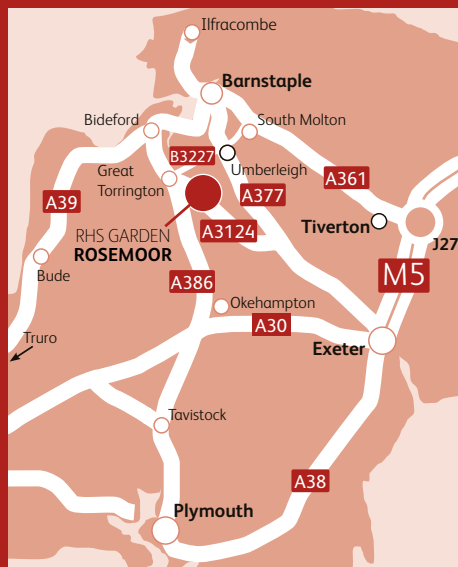 Ilfracombe
Barnstaple
Bideford
South Molton
B3227
Great
Torrington
Umberleigh
A361
A377
A39
Tiverton
A3124
RHS GARDEN
ROSEMOOR
J27
Bude
A386
M5
Okehampton
A30
Truro
Exeter
Tavistock
A38
Plymouth